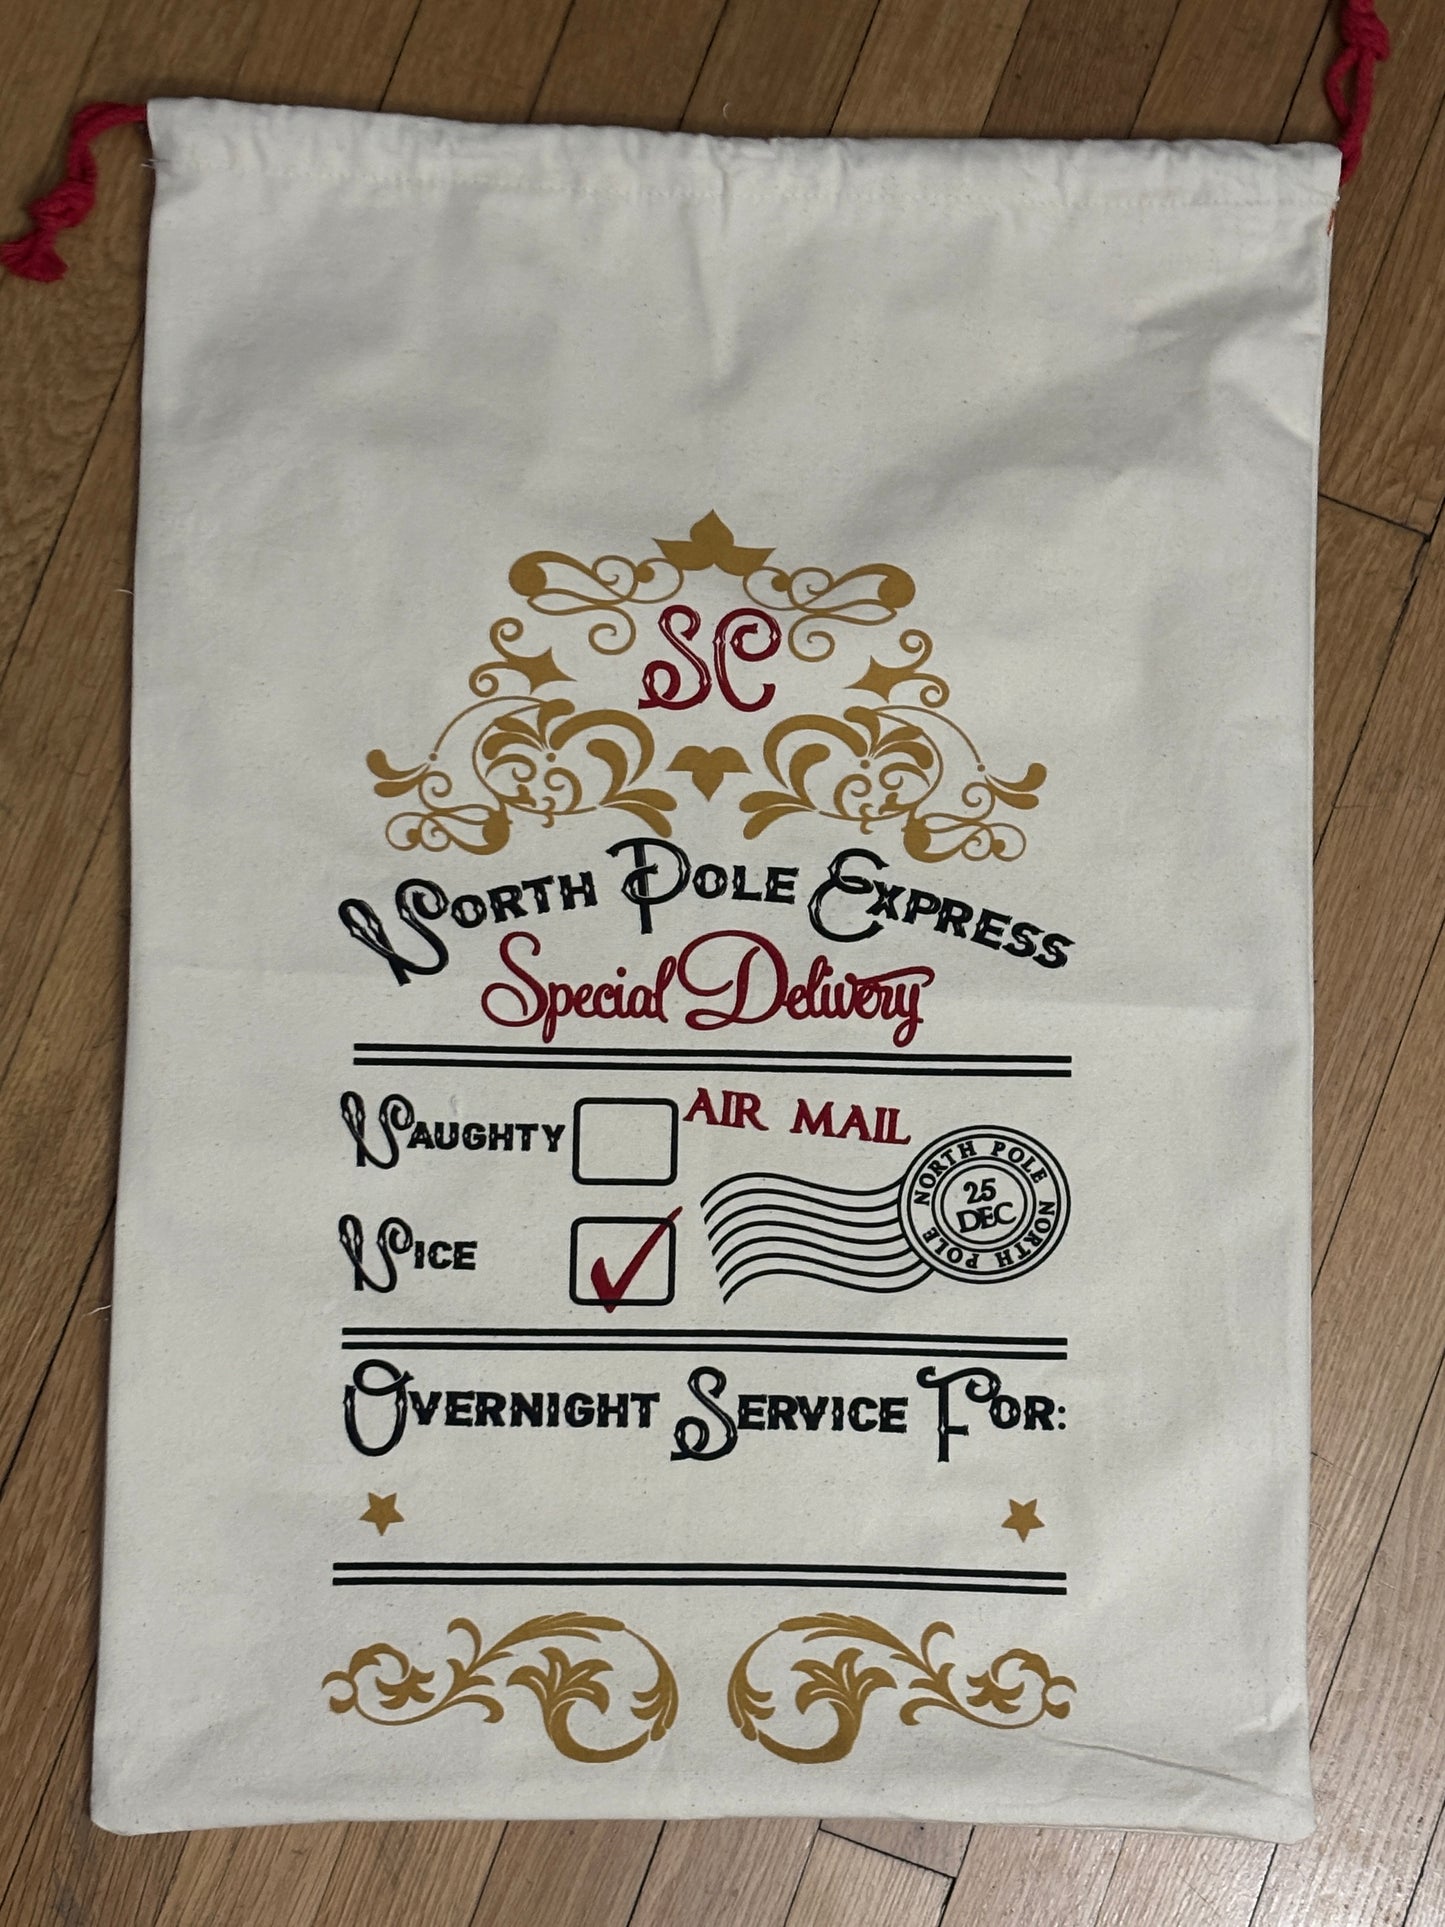 SC
North Pole Express
Special Delivery
Naughty
AIR MAIL
NORTH POLE NORTH POLE
25
DEC
Nice
Overnight Service For: